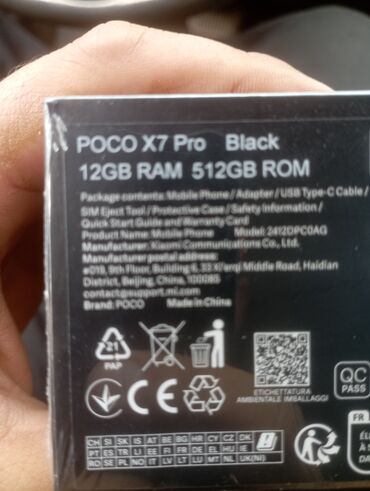 POCO X7 Pro Black
12GB RAM 512GB ROM
Package contents: Mobile Phone / Adapter / USB Type-C Cable /
SIM Eject Tool / Protective Case / Safety Information /
Quick Start Guide and Warranty Card
Product Name: Mobile Phone Model: 2412DPC0AG
Manufacturer: Xiaomi Communications Co., Ltd.
Manufacturer postal address:
#019, 9th Floor, Building 6, 33 Xi'erqi Middle Road, Haidian
District, Beijing, China, 100085
contact@support.mi.com
Brand: POCO Made in China
21
PAP
CE
ETICHETTATURA
AMBIENTALE IMBALLAGGI
QC
PASS
FR
CH SI SK IS AT BE BG HR CY CZ DK
PT ES TR LI EE FI DE EL HU IE
RO SE PL NO IT LV LT LU MT NL UK(NI)